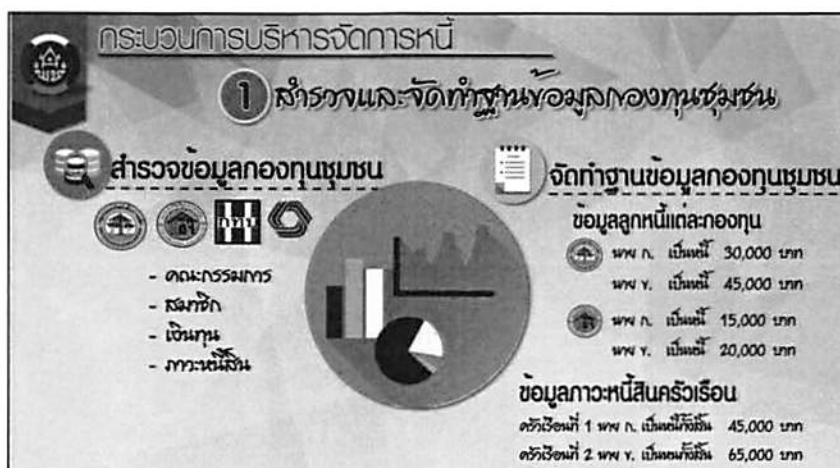 กระบวนการบริหารจัดการหนี้
1 สำรวจและจัดทำฐานข้อมูลกองทุนชุมชน
สำรวจข้อมูลกองทุนชุมชน
- คณะกรรมการ
- สมาชิก
- เงินทุน
- ภาวะหนี้สิน
จัดทำฐานข้อมูลกองทุนชุมชน
ข้อมูลลูกหนี้แต่ละกองทุน
นาย ก. เป็นหนี้ 30,000 บาท
นาย ข. เป็นหนี้ 45,000 บาท
นาย ก. เป็นหนี้ 15,000 บาท
นาย ข. เป็นหนี้ 20,000 บาท
ข้อมูลภาวะหนี้สินครัวเรือน
ครัวเรือนที่ 1 นาย ก. เป็นหนี้ทั้งสิ้น 45,000 บาท
ครัวเรือนที่ 2 นาย ข. เป็นหนี้ทั้งสิ้น 65,000 บาท